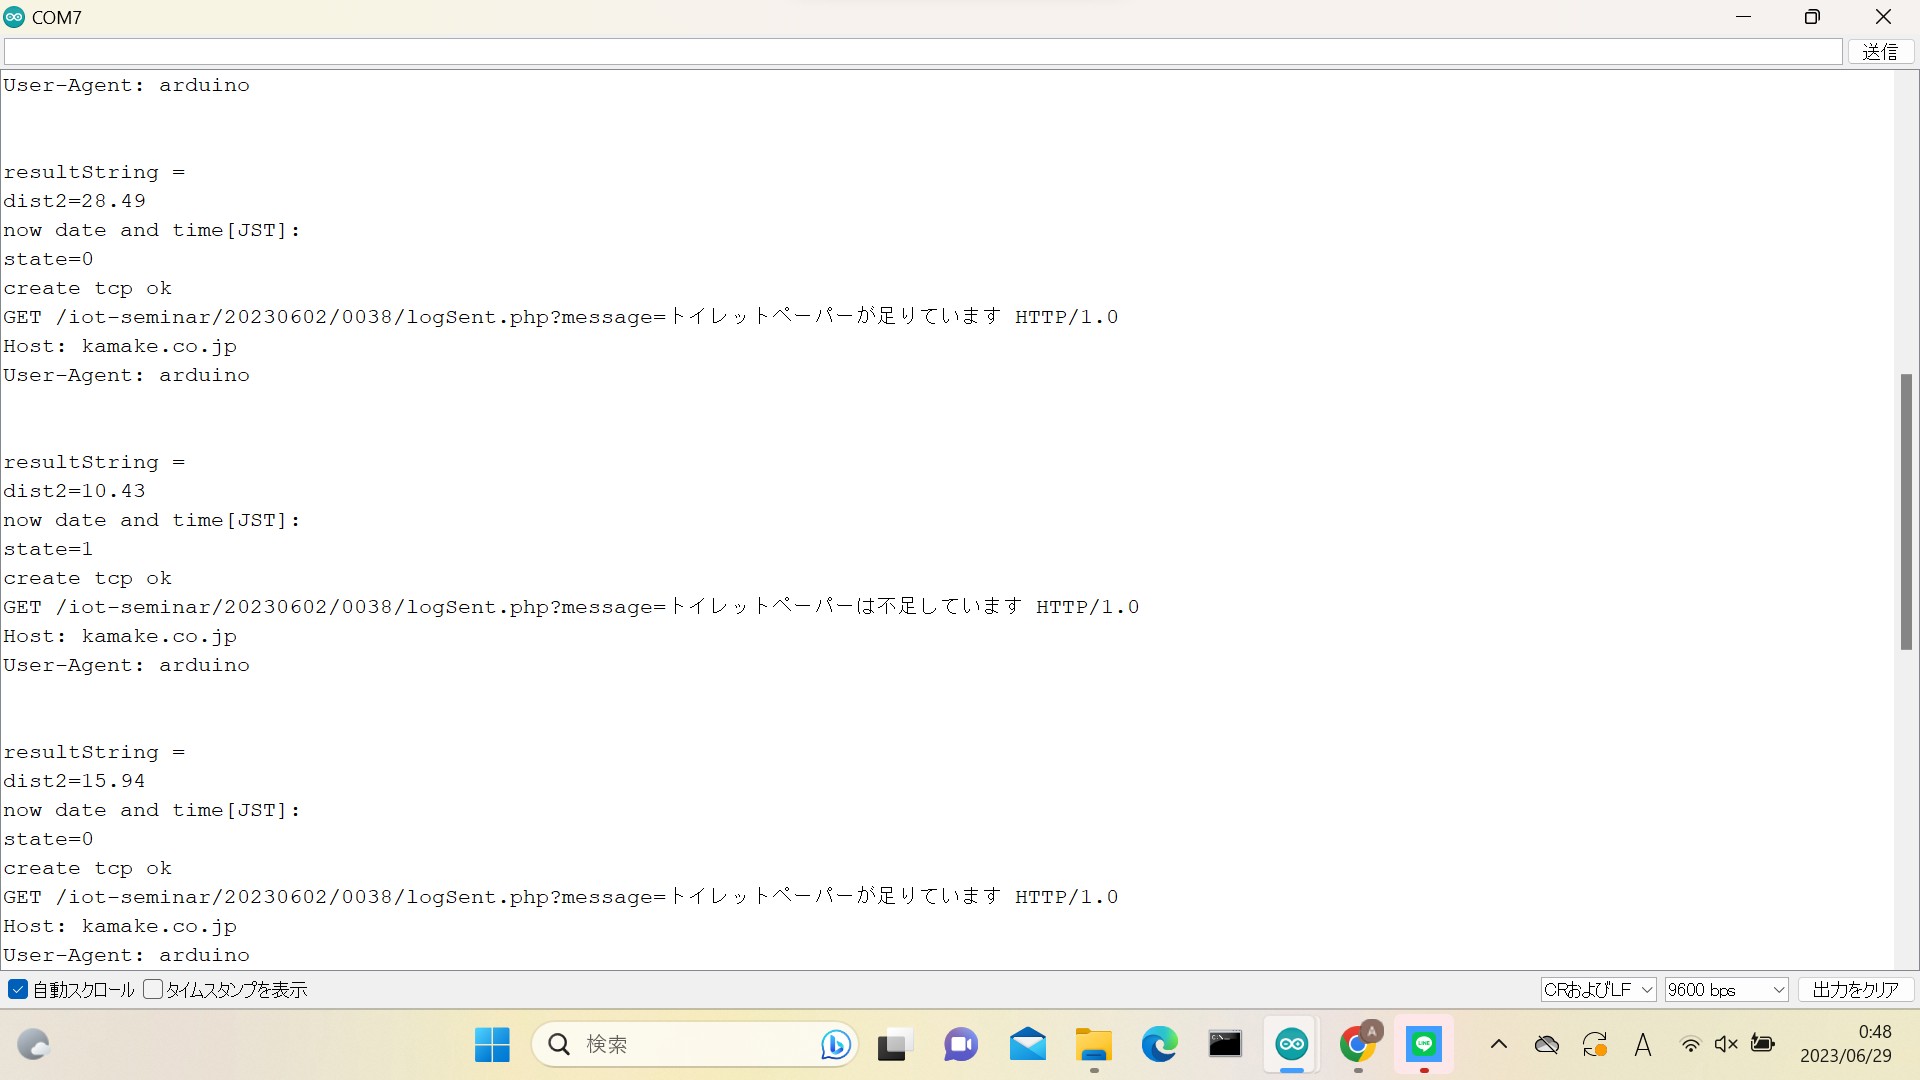 COM7
送信
User-Agent: arduino
resultString =
dist2=28.49
now date and time[JST]:
state=0
create tcp ok
GET /iot-seminar/20230602/0038/logSent.php?message=トイレットペーパーが足りています HTTP/1.0
Host: kamake.co.jp
User-Agent: arduino
resultString =
dist2=10.43
now date and time[JST]:
state=1
create tcp ok
GET /iot-seminar/20230602/0038/logSent.php?message=トイレットペーパーは不足しています HTTP/1.0
Host: kamake.co.jp
User-Agent: arduino
resultString =
dist2=15.94
now date and time[JST]:
state=0
create tcp ok
GET /iot-seminar/20230602/0038/logSent.php?message=トイレットペーパーが足りています HTTP/1.0
Host: kamake.co.jp
User-Agent: arduino
自動スクロール タイムスタンプを表示 CRおよびLF 9600 bps 出力をクリア
検索
A
LINE
A
0:48
2023/06/29